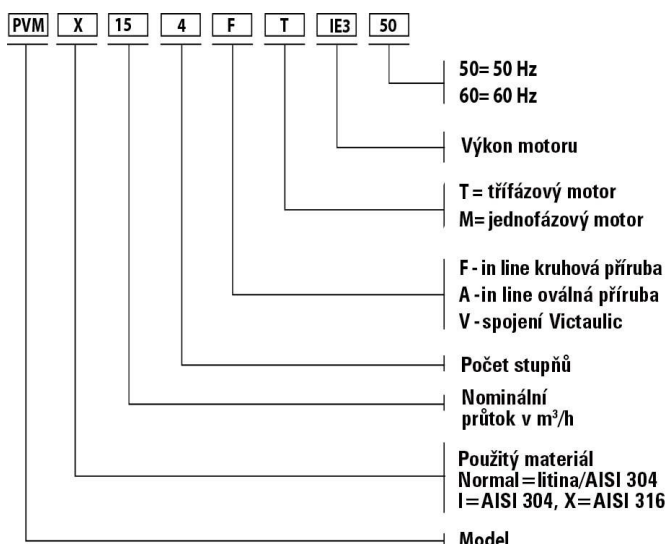 PVM X 15 4 F T IE3 50
50= 50 Hz
60= 60 Hz
Výkon motoru
T = třífázový motor
M= jednofázový motor
F - in line kruhová příruba
A -in line oválná příruba
V -spojení Victaulic
Počet stupňů
Nominální
průtok v m³/h
Použitý materiál
Normal=litina/AISI 304
I=AISI 304, X=AISI 316
Model